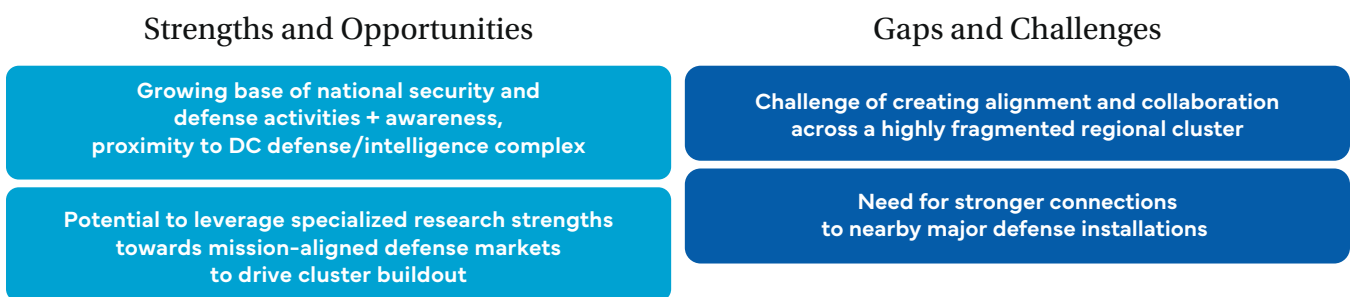 Strengths and Opportunities
Growing base of national security and
defense activities + awareness,
proximity to DC defense/intelligence complex
Potential to leverage specialized research strengths
towards mission-aligned defense markets
to drive cluster buildout
Gaps and Challenges
Challenge of creating alignment and collaboration
across a highly fragmented regional cluster
Need for stronger connections
to nearby major defense installations